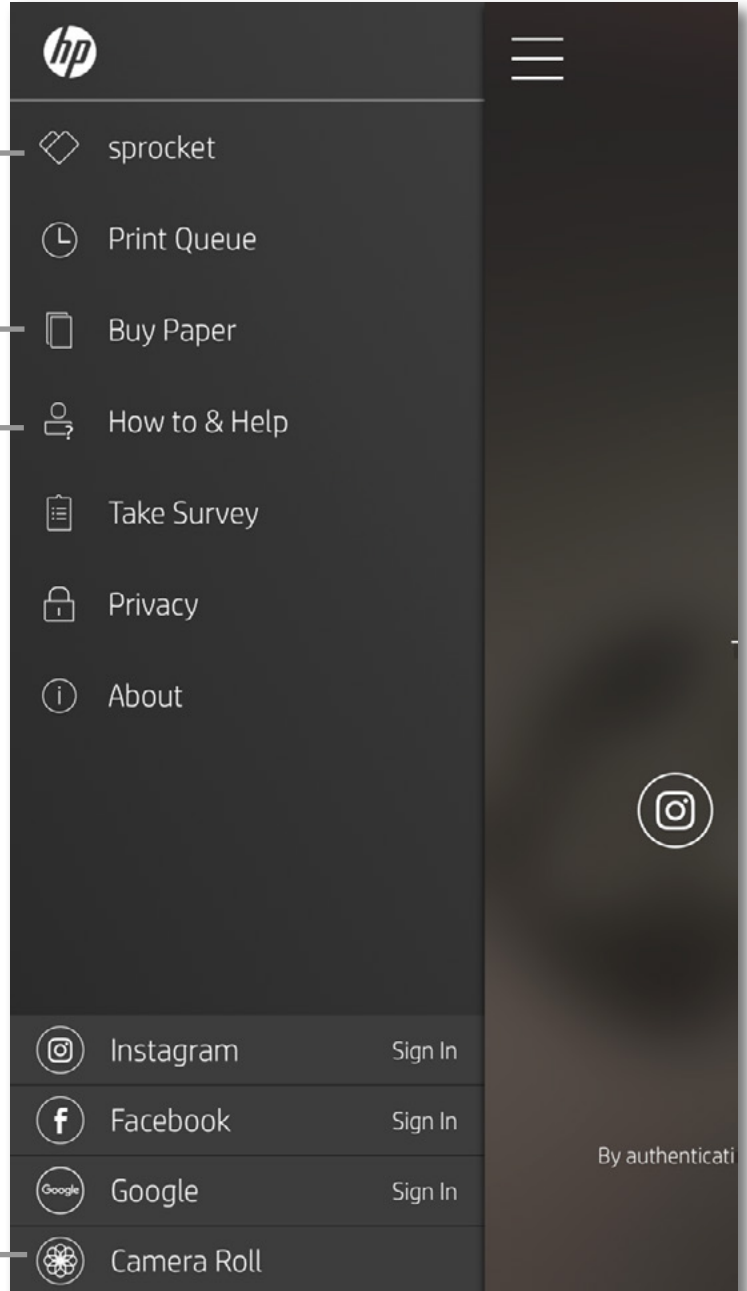 hp
sprocket
Print Queue
Buy Paper
How to & Help
Take Survey
Privacy
About
Instagram Sign In
Facebook Sign In
Google Google Sign In
Camera Roll
By authenticati